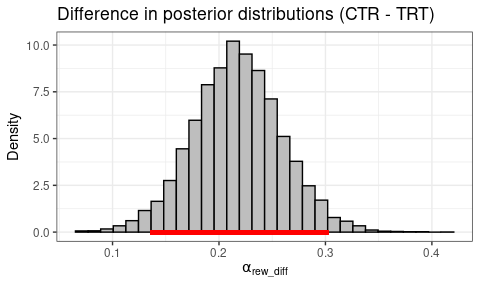 Difference in posterior distributions (CTR - TRT)
10.0
7.5
5.0
2.5
0.0
Density
0.1 0.2 0.3 0.4
αrew_diff